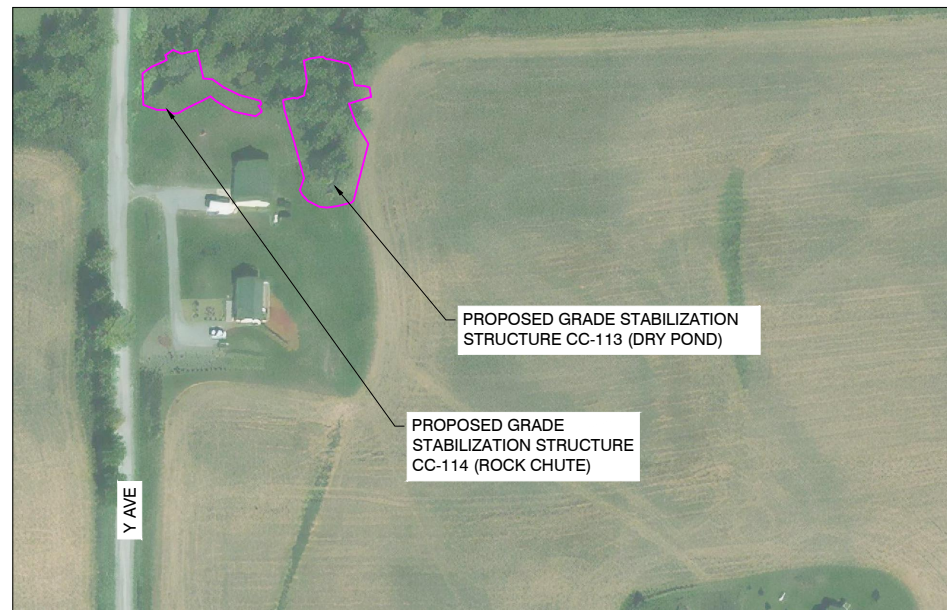 PROPOSED GRADE STABILIZATION
STRUCTURE CC-113 (DRY POND)
PROPOSED GRADE
STABILIZATION STRUCTURE
CC-114 (ROCK CHUTE)
Y AVE